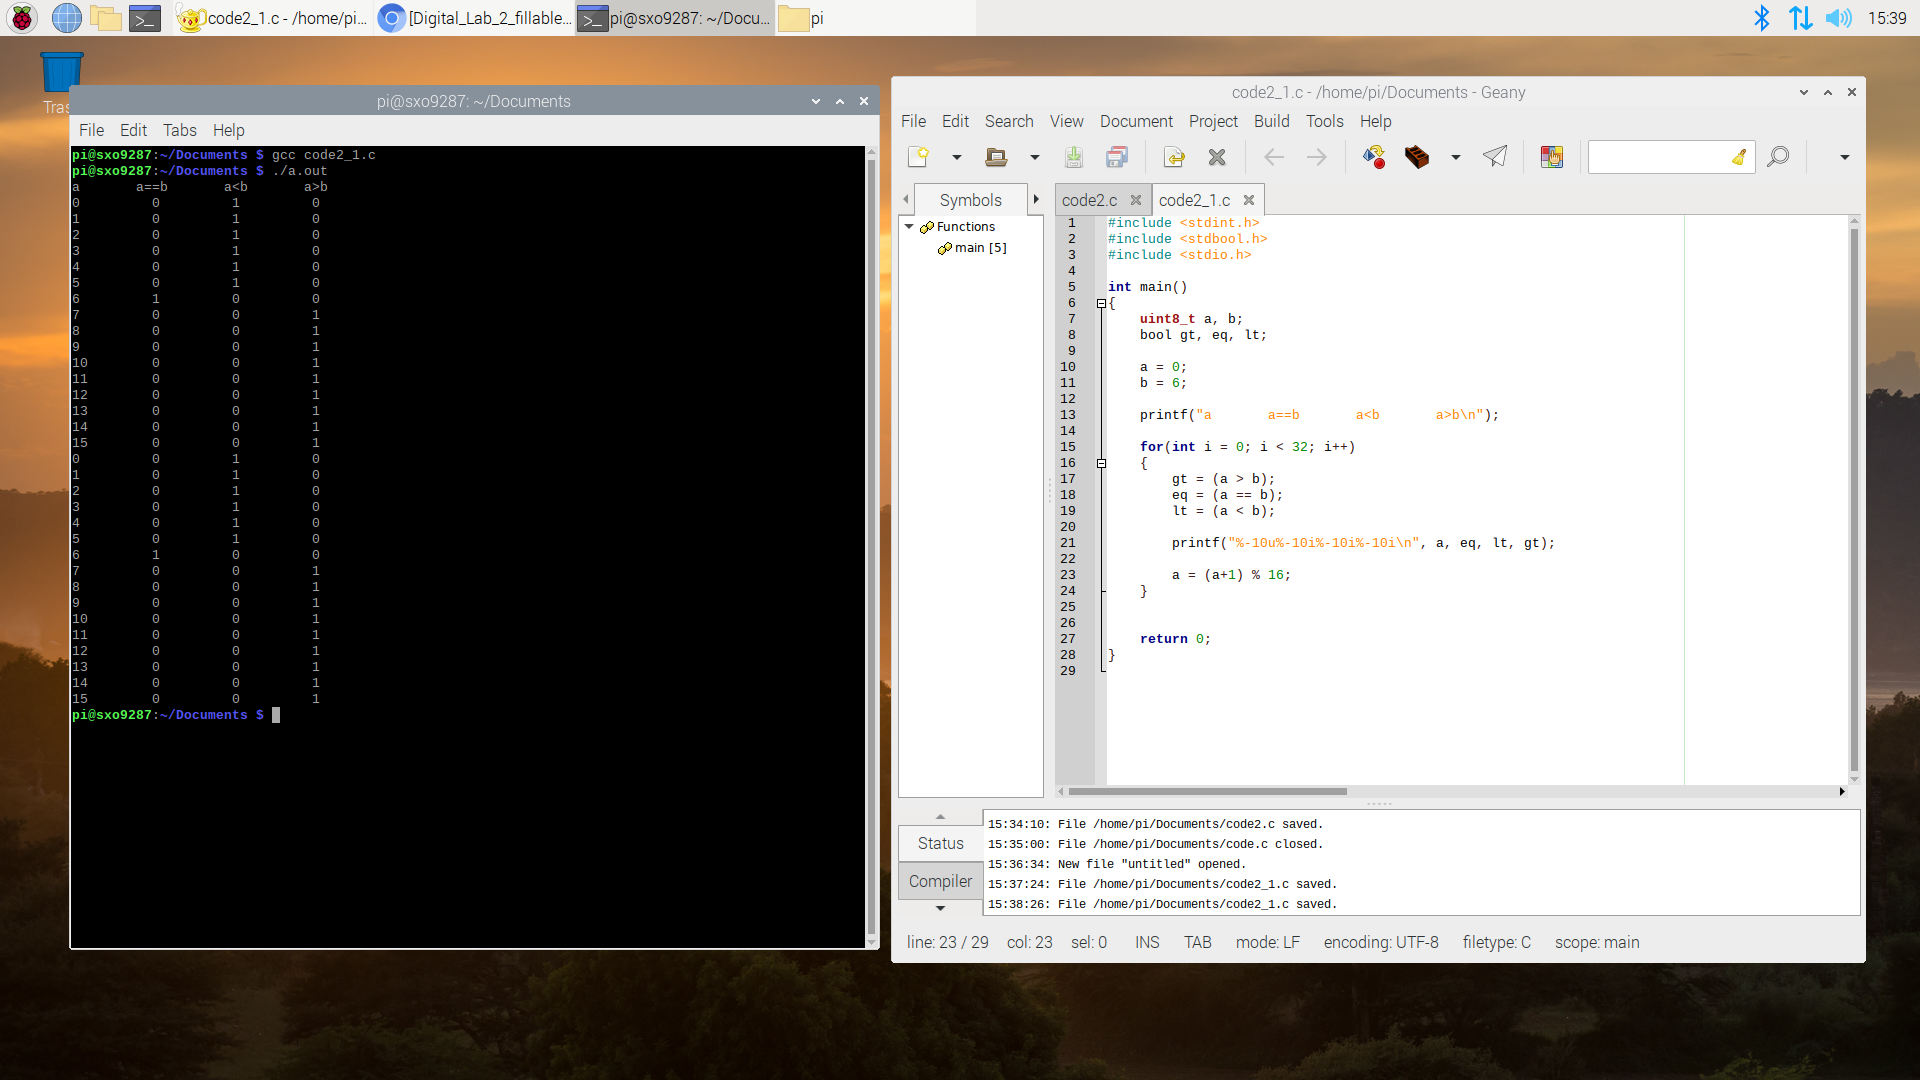 code2_1.c - /home/pi...
[Digital_Lab_2_fillable...
pi@sxo9287: ~/Docu...
pi
15:39
Tras
pi@sxo9287: ~/Documents
File Edit Tabs Help
pi@sxo9287:~/Documents $ gcc code2_1.c
pi@sxo9287:~/Documents $ ./a.out
a       a==b       a<b       a>b
0         0         1         0
1         0         1         0
2         0         1         0
3         0         1         0
4         0         1         0
5         0         1         0
6         1         0         0
7         0         0         1
8         0         0         1
9         0         0         1
10        0         0         1
11        0         0         1
12        0         0         1
13        0         0         1
14        0         0         1
15        0         0         1
0         0         1         0
1         0         1         0
2         0         1         0
3         0         1         0
4         0         1         0
5         0         1         0
6         1         0         0
7         0         0         1
8         0         0         1
9         0         0         1
10        0         0         1
11        0         0         1
12        0         0         1
13        0         0         1
14        0         0         1
15        0         0         1
pi@sxo9287:~/Documents $
code2_1.c - /home/pi/Documents - Geany
File Edit Search View Document Project Build Tools Help
Symbols
Functions
main [5]
code2.c code2_1.c
1 #include <stdint.h>
2 #include <stdbool.h>
3 #include <stdio.h>
4
5 int main()
6 {
7     uint8_t a, b;
8     bool gt, eq, lt;
9
10     a = 0;
11     b = 6;
12
13     printf("a       a==b       a<b       a>b\n");
14
15     for(int i = 0; i < 32; i++)
16     {
17         gt = (a > b);
18         eq = (a == b);
19         lt = (a < b);
20
21         printf("%-10u%-10i%-10i%-10i\n", a, eq, lt, gt);
22
23         a = (a+1) % 16;
24     }
25
26
27     return 0;
28 }
29
Status
Compiler
15:34:10: File /home/pi/Documents/code2.c saved.
15:35:00: File /home/pi/Documents/code.c closed.
15:36:34: New file "untitled" opened.
15:37:24: File /home/pi/Documents/code2_1.c saved.
15:38:26: File /home/pi/Documents/code2_1.c saved.
line: 23 / 29 col: 23 sel: 0 INS TAB mode: LF encoding: UTF-8 filetype: C scope: main